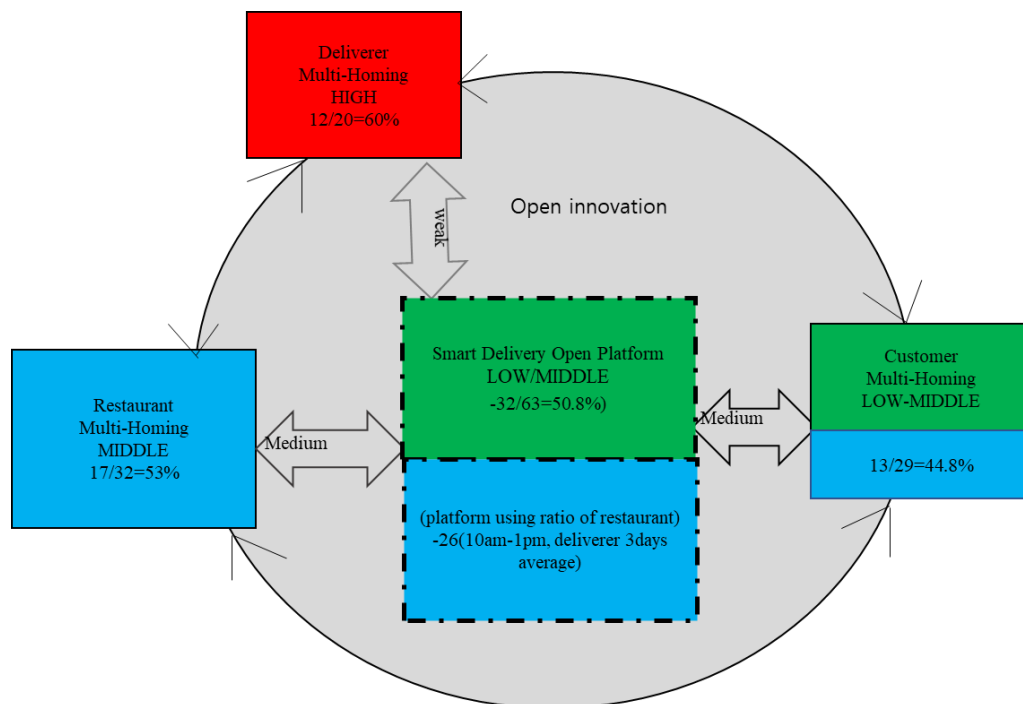 Deliverer
Multi-Homing
HIGH
12/20=60%
weak
Open innovation
Smart Delivery Open Platform
LOW/MIDDLE
-32/63=50.8%)
Customer
Multi-Homing
LOW-MIDDLE
Restaurant
Multi-Homing
MIDDLE
17/32=53%
Medium
Medium
13/29=44.8%
(platform using ratio of restaurant)
-26(10am-1pm, deliverer 3days
average)